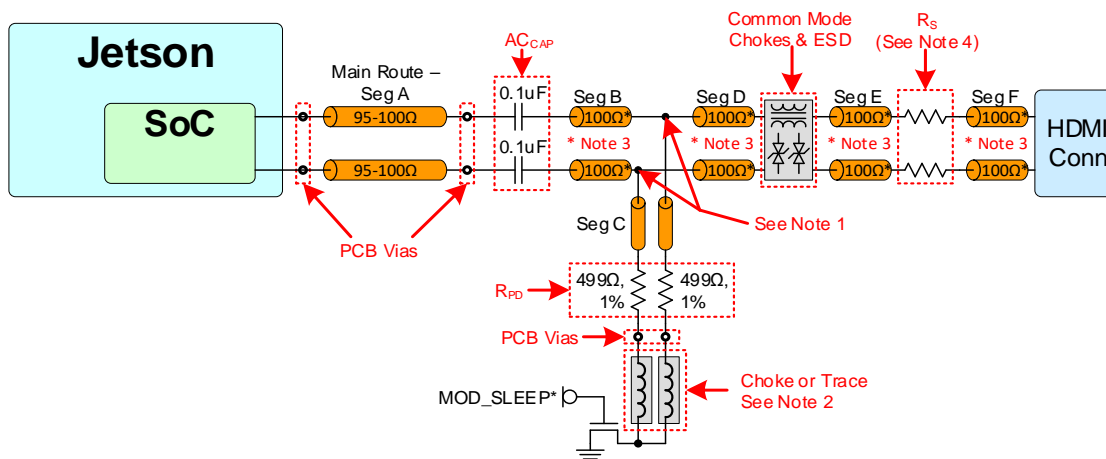 Jetson
SoC
Main Route –
Seg A
95-100Ω
95-100Ω
PCB Vias
AC_CAP
0.1uF
0.1uF
Seg B
100Ω*
* Note 3
100Ω*
Seg D
100Ω*
* Note 3
100Ω*
Common Mode
Chokes & ESD
Seg E
100Ω*
* Note 3
100Ω*
R_S
(See Note 4)
Seg F
100Ω*
* Note 3
100Ω*
HDMI
Conn
See Note 1
Seg C
R_PD
499Ω,
1%
499Ω,
1%
PCB Vias
Choke or Trace
See Note 2
MOD_SLEEP*